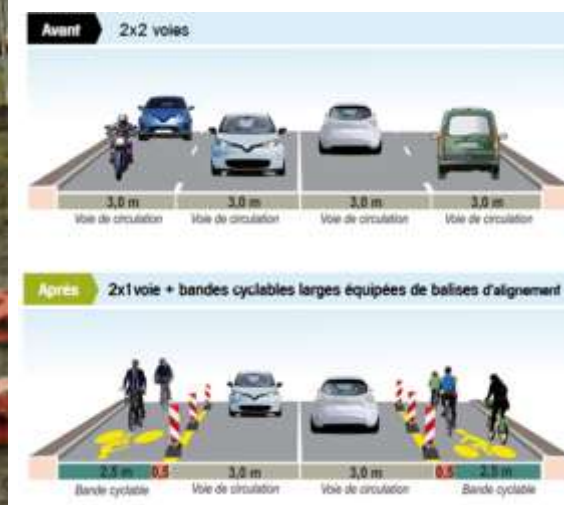 Avant 2x2 voies
3,0 m 3,0 m 3,0 m 3,0 m
Voie de circulation Voie de circulation Voie de circulation Voie de circulation
Après 2x1voie + bandes cyclables larges équipées de balises d'alignement
2,5 m 0,5 3,0 m 3,0 m 0,5 2,5 m
Bande cyclable Voie de circulation Voie de circulation Bande cyclable